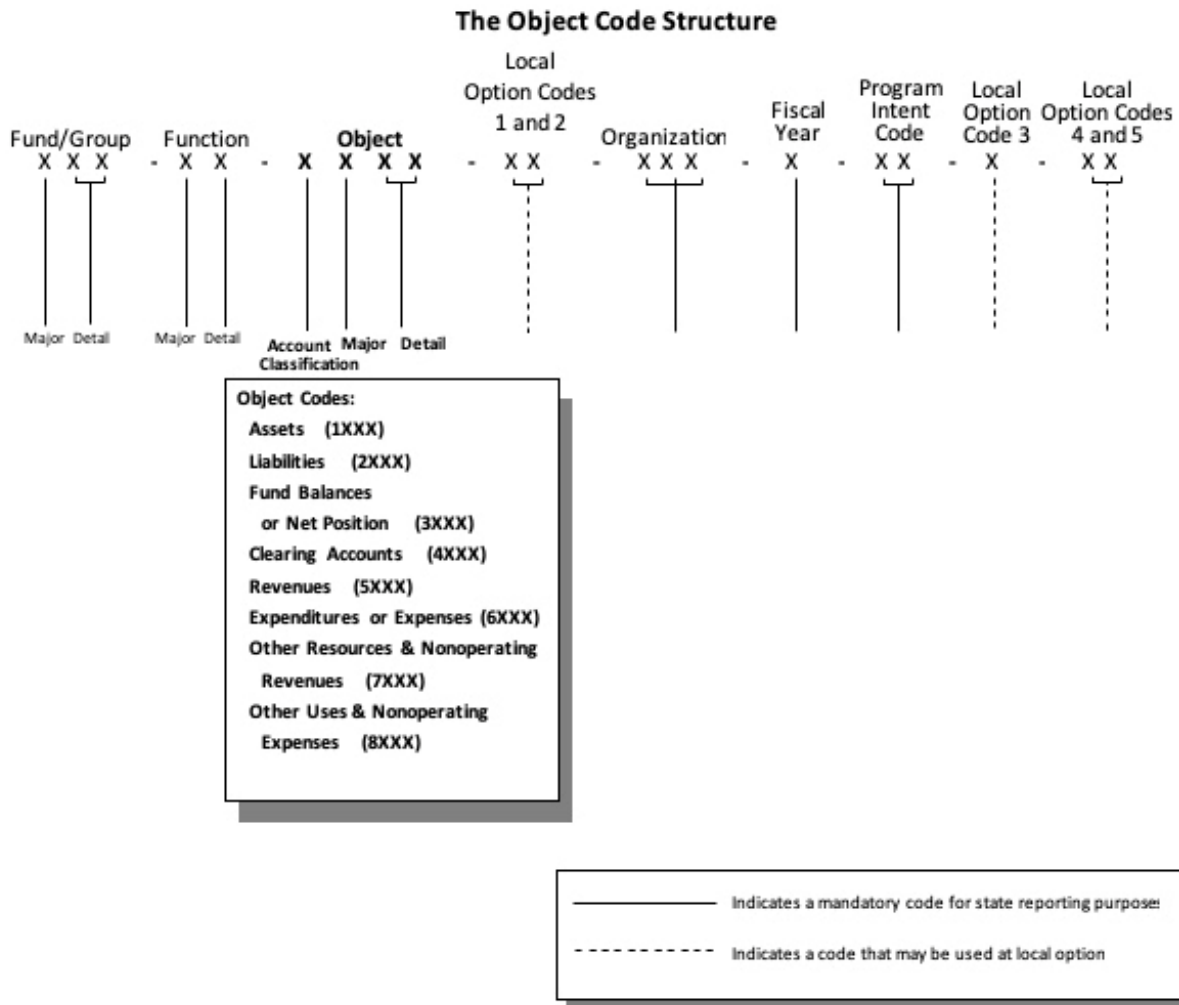 The Object Code Structure
Local
Option Codes
1 and 2
Program
Intent
Code
Local
Option
Code 3
Local
Option Codes
4 and 5
Fiscal
Year
Fund/Group - Function - Object - Organization
X X X - X X - X X X X - X X - X X X - X - X X - X - X X
Major Detail Major Detail Account Major Detail
Classification
Object Codes:
Assets (1XXX)
Liabilities (2XXX)
Fund Balances
or Net Position (3XXX)
Clearing Accounts (4XXX)
Revenues (5XXX)
Expenditures or Expenses (6XXX)
Other Resources & Nonoperating
Revenues (7XXX)
Other Uses & Nonoperating
Expenses (8XXX)
Indicates a mandatory code for state reporting purposes
Indicates a code that may be used at local option